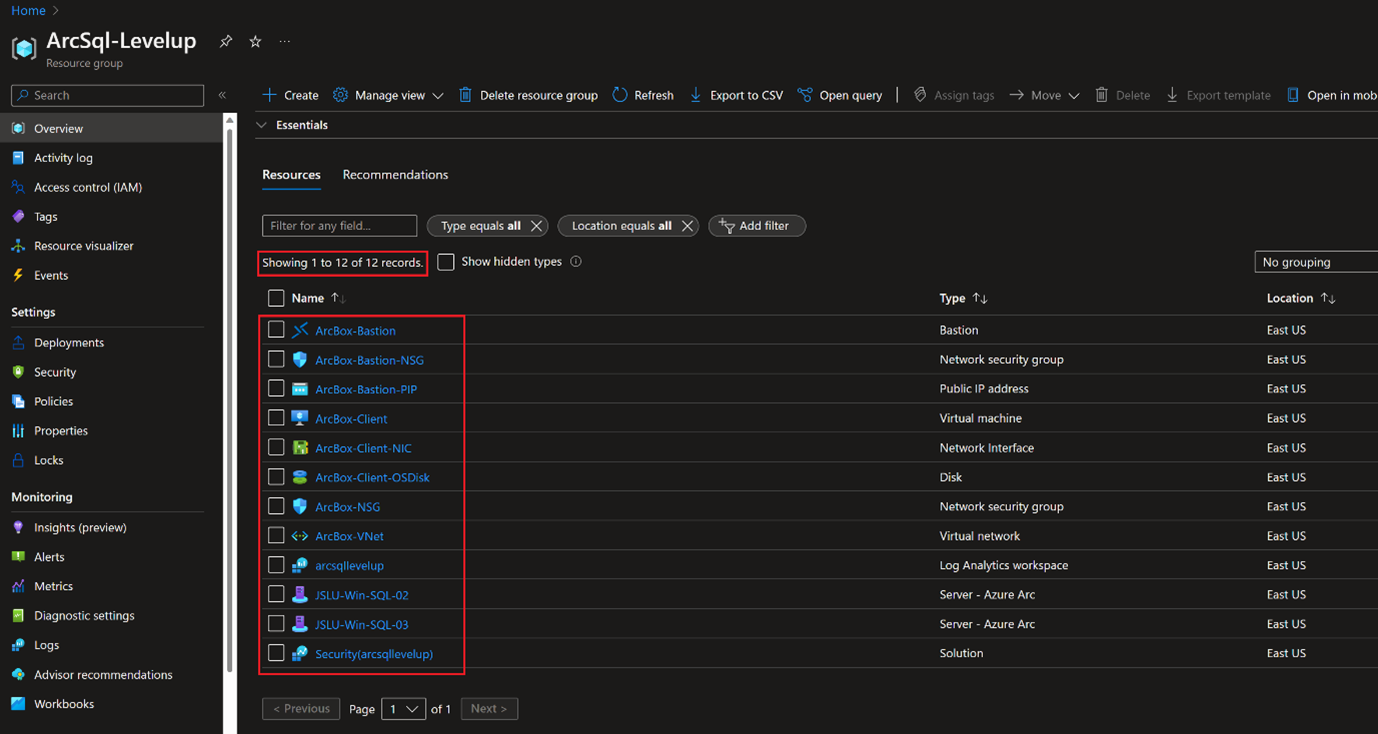 Home >
ArcSql-Levelup ...
Resource group
Search «
Overview
Activity log
Access control (IAM)
Tags
Resource visualizer
Events
Settings
Deployments
Security
Policies
Properties
Locks
Monitoring
Insights (preview)
Alerts
Metrics
Diagnostic settings
Logs
Advisor recommendations
Workbooks
Create Manage view Delete resource group Refresh Export to CSV Open query | Assign tags Move Delete Export template Open in mob
Essentials
Resources Recommendations
Filter for any field... Type equals all Location equals all Add filter
Showing 1 to 12 of 12 records. Show hidden types No grouping
Name ↑↓ Type ↑↓ Location ↑↓
ArcBox-Bastion Bastion East US
ArcBox-Bastion-NSG Network security group East US
ArcBox-Bastion-PIP Public IP address East US
ArcBox-Client Virtual machine East US
ArcBox-Client-NIC Network Interface East US
ArcBox-Client-OSDisk Disk East US
ArcBox-NSG Network security group East US
ArcBox-VNet Virtual network East US
arcsqllevelup Log Analytics workspace East US
JSLU-Win-SQL-02 Server - Azure Arc East US
JSLU-Win-SQL-03 Server - Azure Arc East US
Security(arcsqllevelup) Solution East US
< Previous Page 1 of 1 Next >